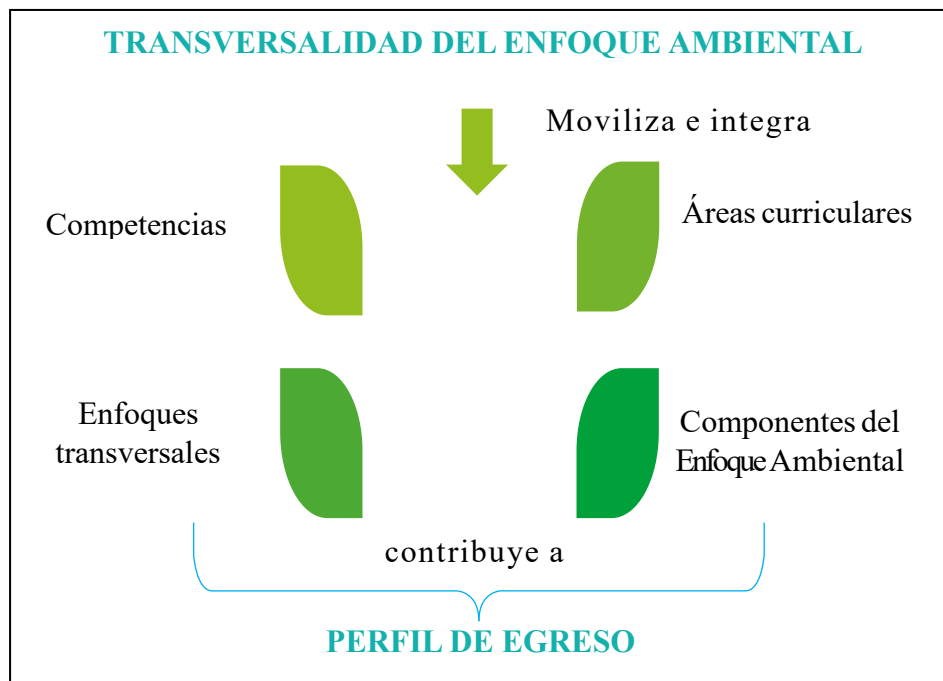 TRANSVERSALIDAD DEL ENFOQUE AMBIENTAL
Moviliza e integra
Competencias
Áreas curriculares
Enfoques
transversales
Componentes del
Enfoque Ambiental
contribuye a
PERFIL DE EGRESO